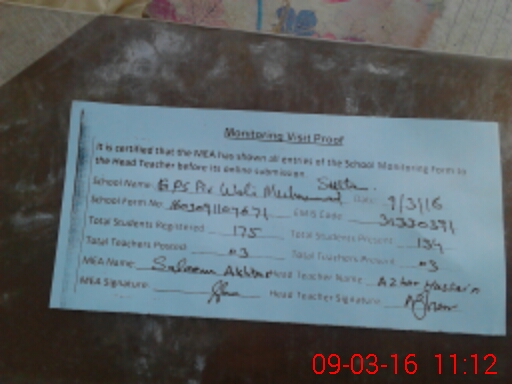 Monitoring Visit Proof
It is certified that the MEA has shown all entries of the School Monitoring Form to
the Head Teacher before its online submission.
School Name: GPS Pir Wali Muhammad Sultan Date: 9/3/16
School Form No: EMIS Code:
Total Students Registered: 175 Total Students Present: 134
Total Teachers Posted: 03 Total Teachers Present: 03
MEA Name: Saleem Akhtar Head Teacher Name: Azhar Hussain
MEA Signature: Head Teacher Signature:
09-03-16 11:12